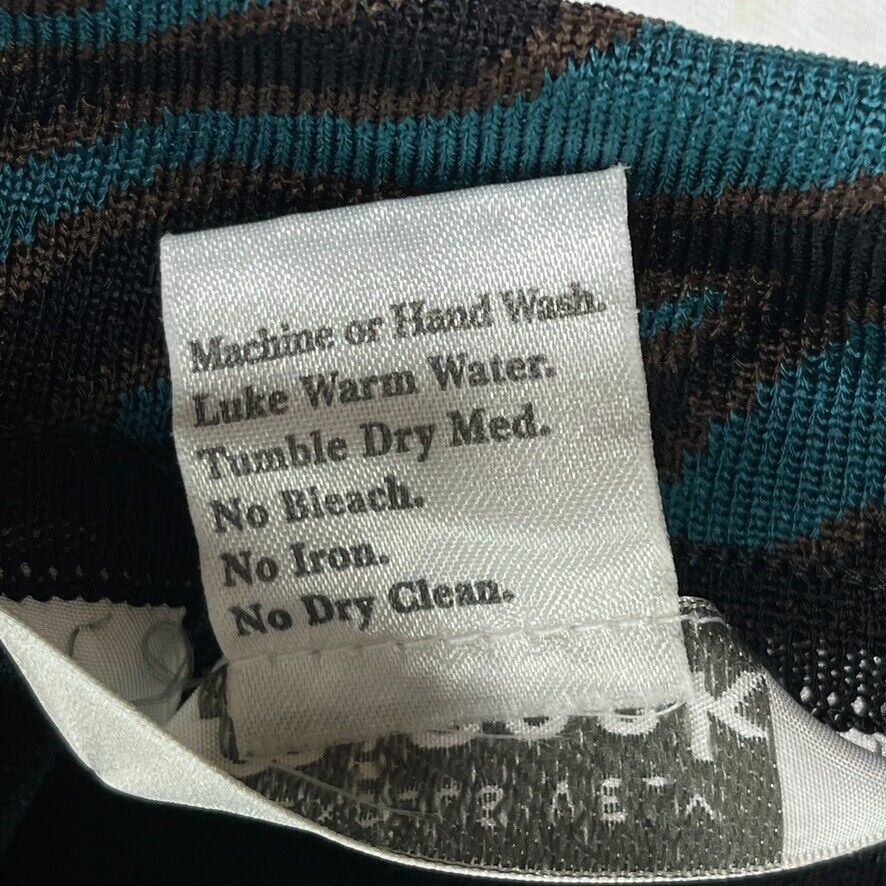 Machine or Hand Wash.
Luke Warm Water.
Tumble Dry Med.
No Bleach.
No Iron.
No Dry Clean.